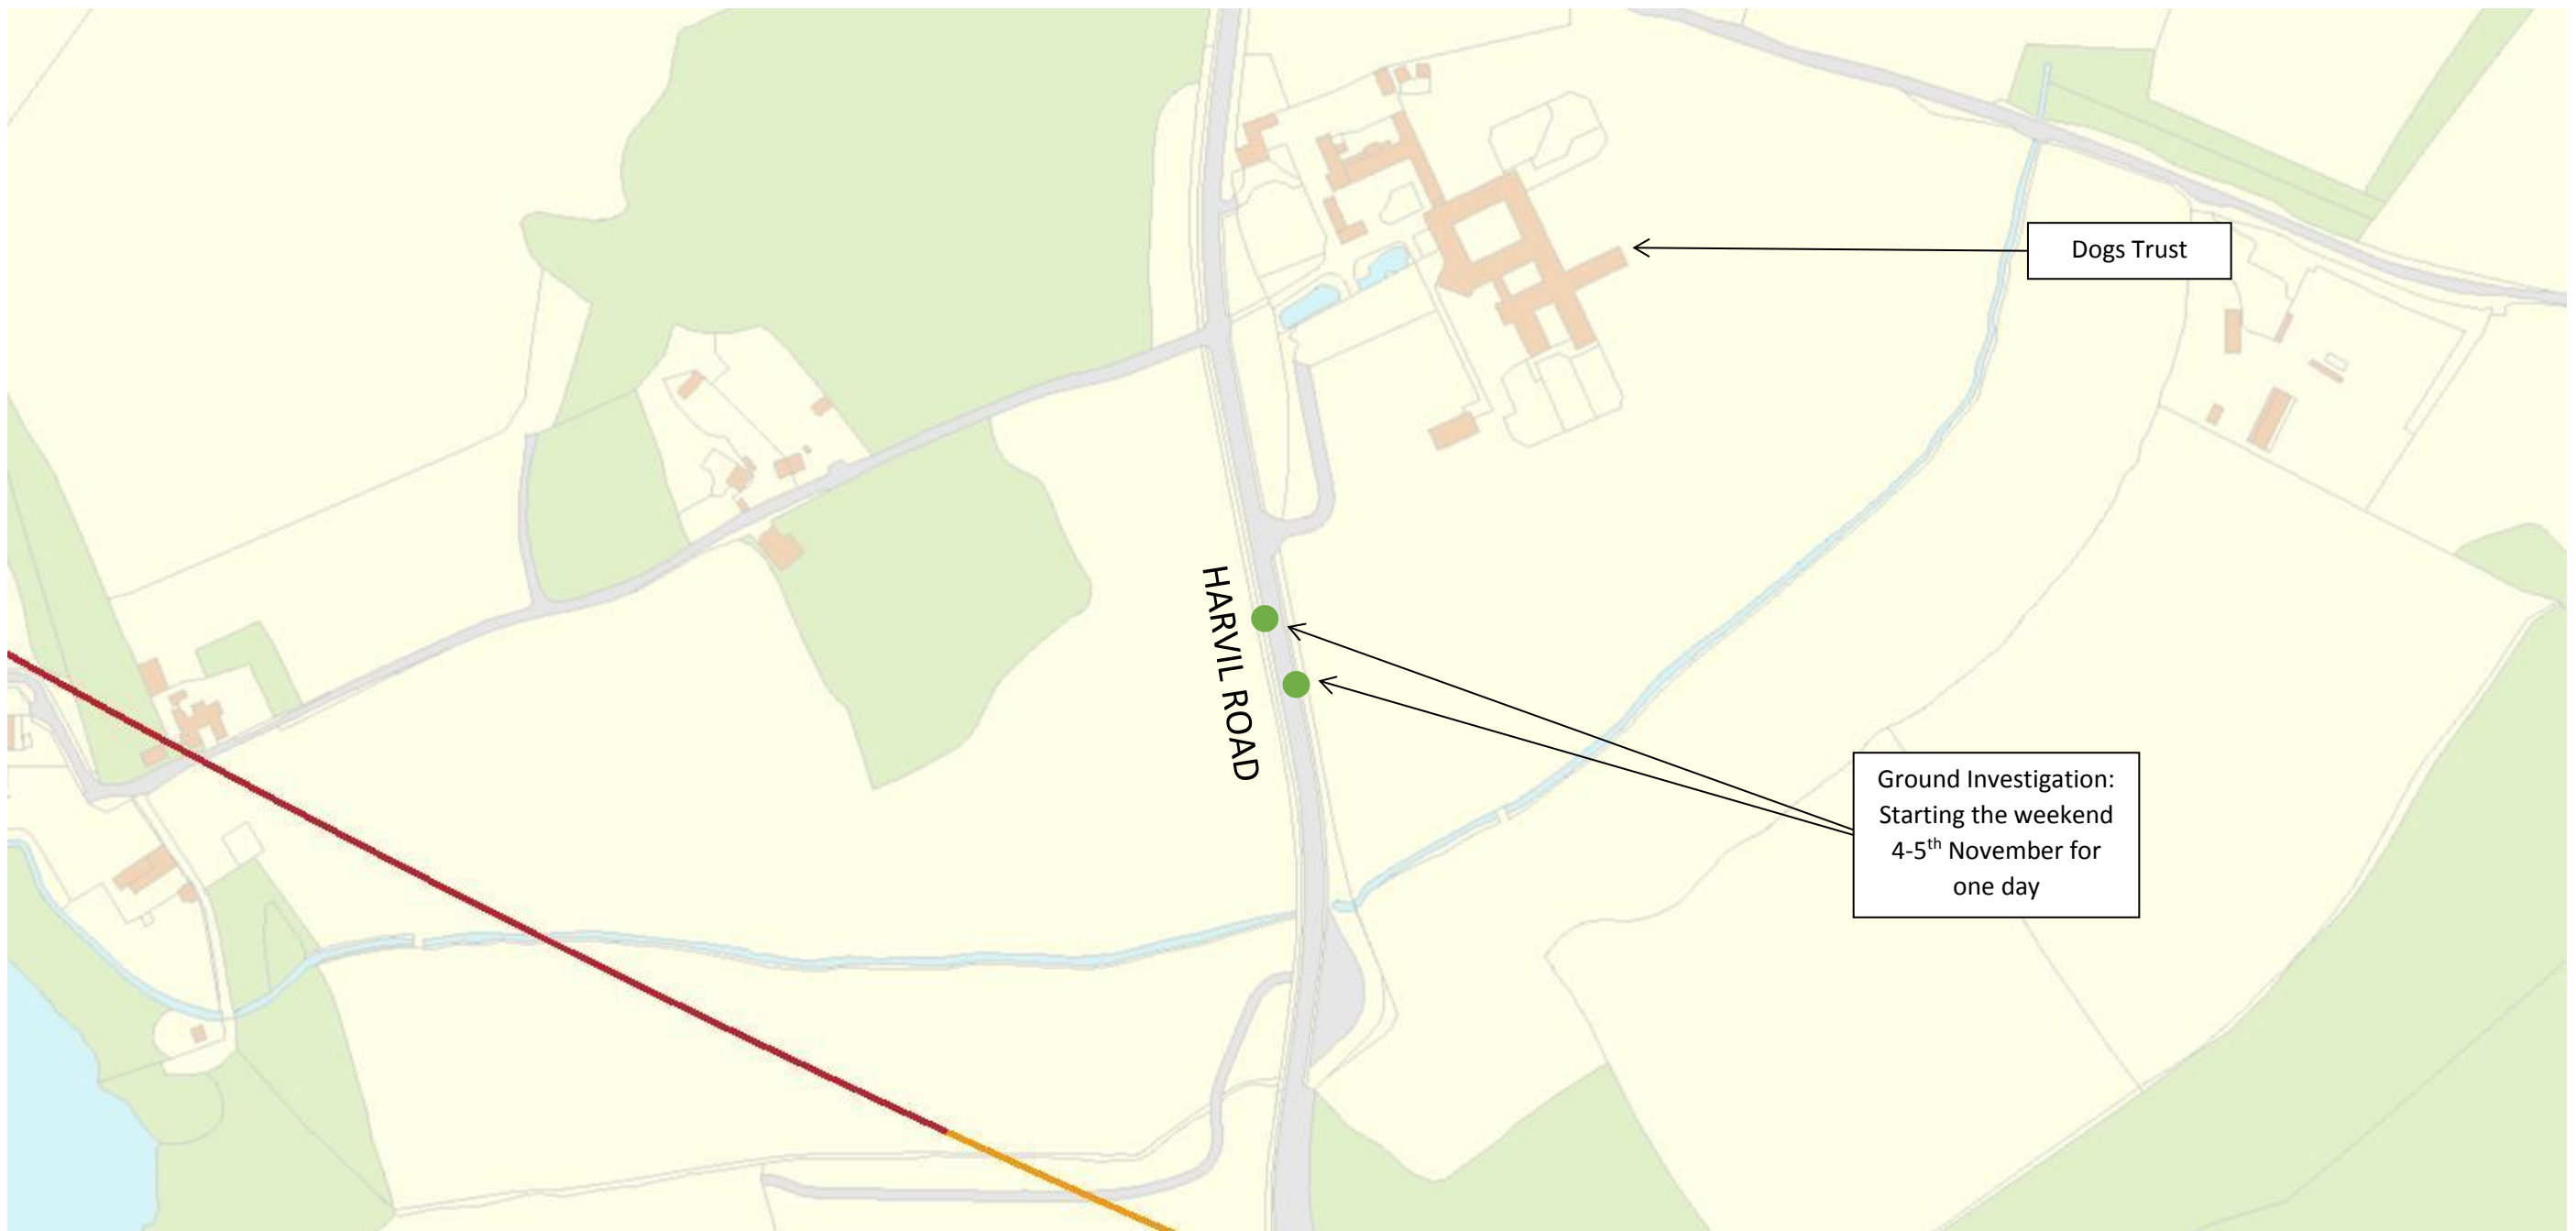 Dogs Trust
HARVIL ROAD
Ground Investigation:
Starting the weekend
4-5th November for
one day